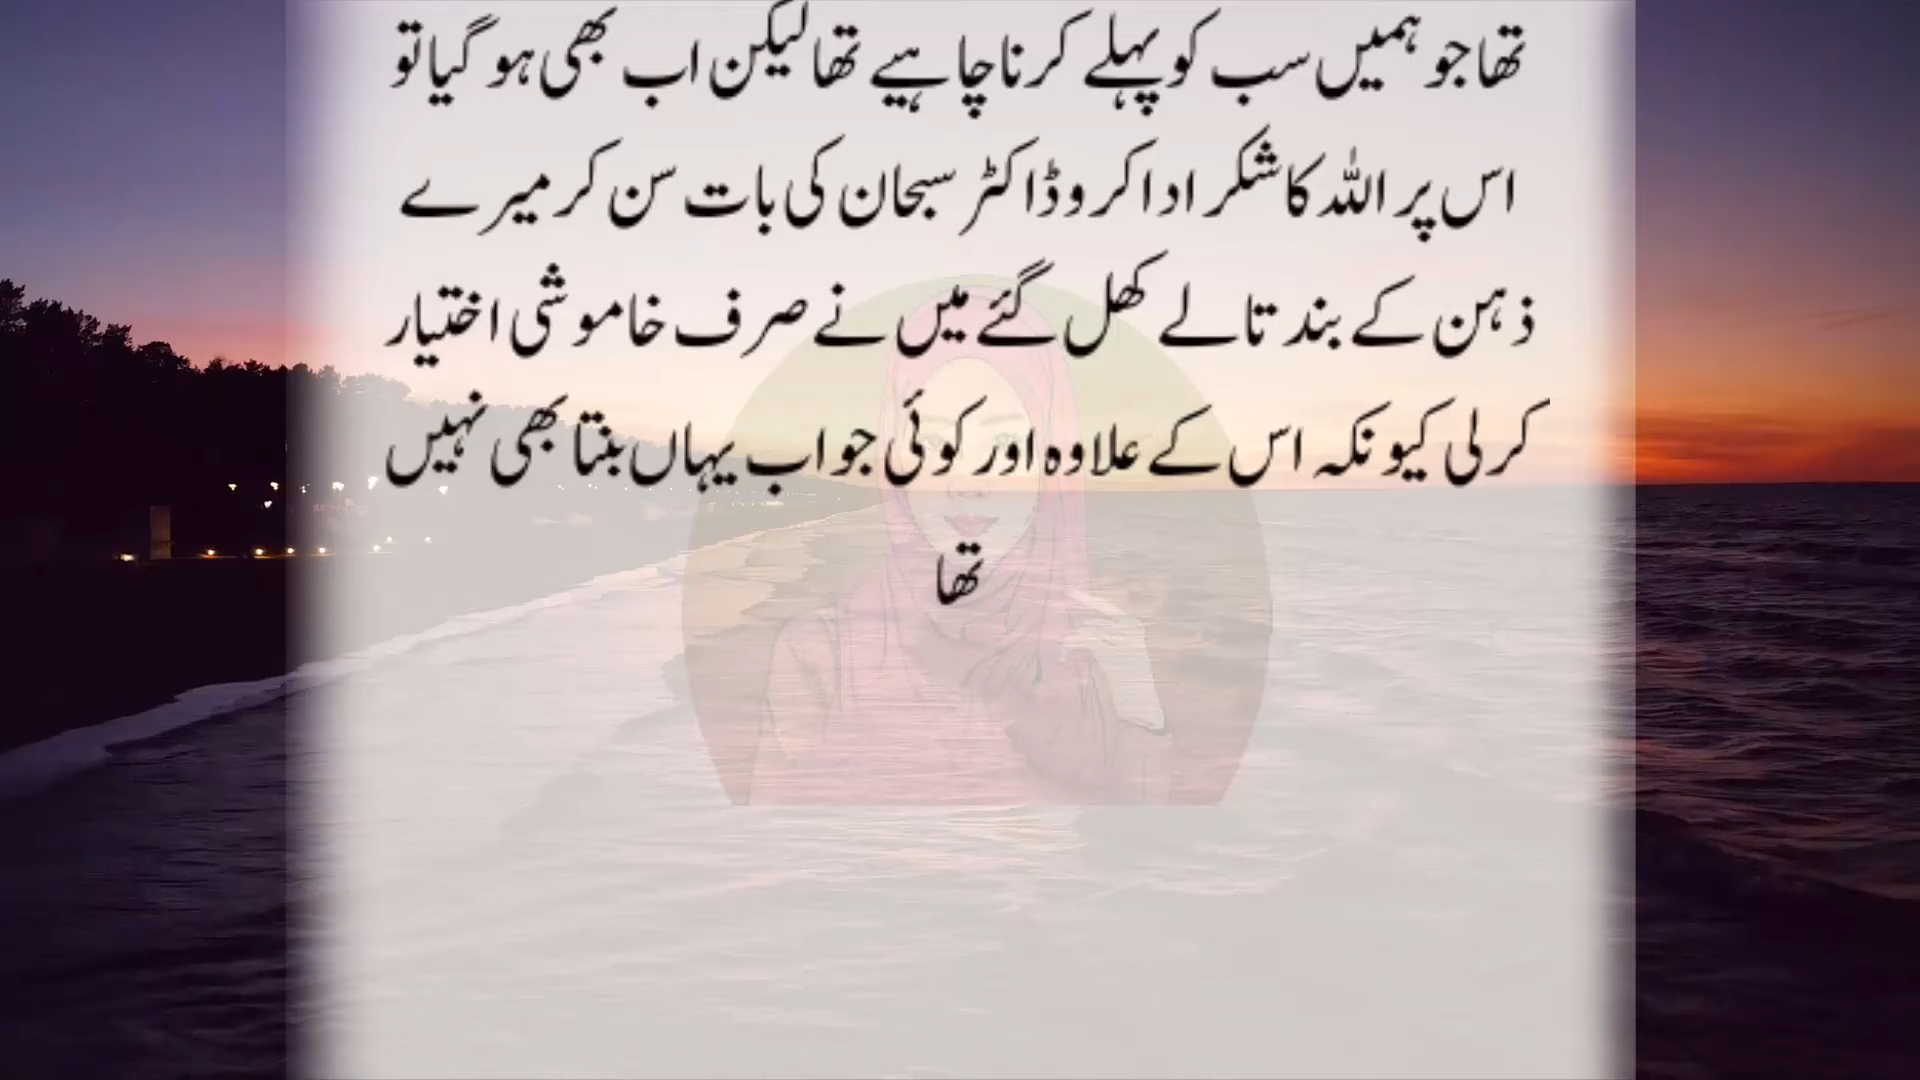 تھا جو ہمیں سب کو پہلے کرنا چاہیے تھا لیکن اب بھی ہو گیا تو
اس پر اللہ کا شکر ادا کرو ڈاکٹر سبحان کی بات سن کر میرے
ذہن کے بند تالے کھل گئے میں نے صرف خاموشی اختیار
کرلی کیونکہ اس کے علاوہ اور کوئی جواب یہاں بنتا بھی نہیں
تھا